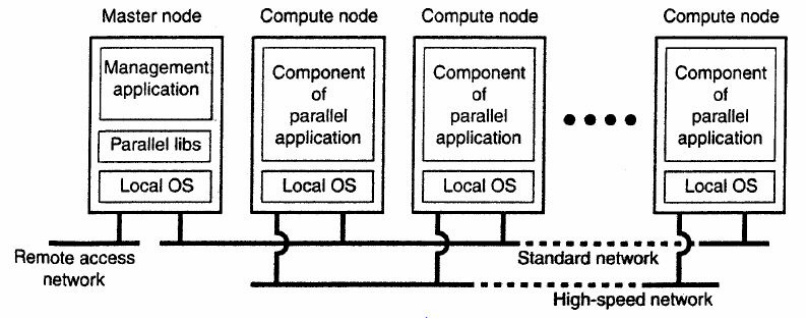 Master node
Compute node
Compute node
Compute node
Management
application
Parallel libs
Local OS
Component
of
parallel
application
Local OS
Component
of
parallel
application
Local OS
Component
of
parallel
application
Local OS
Remote access
network
Standard network
High-speed network